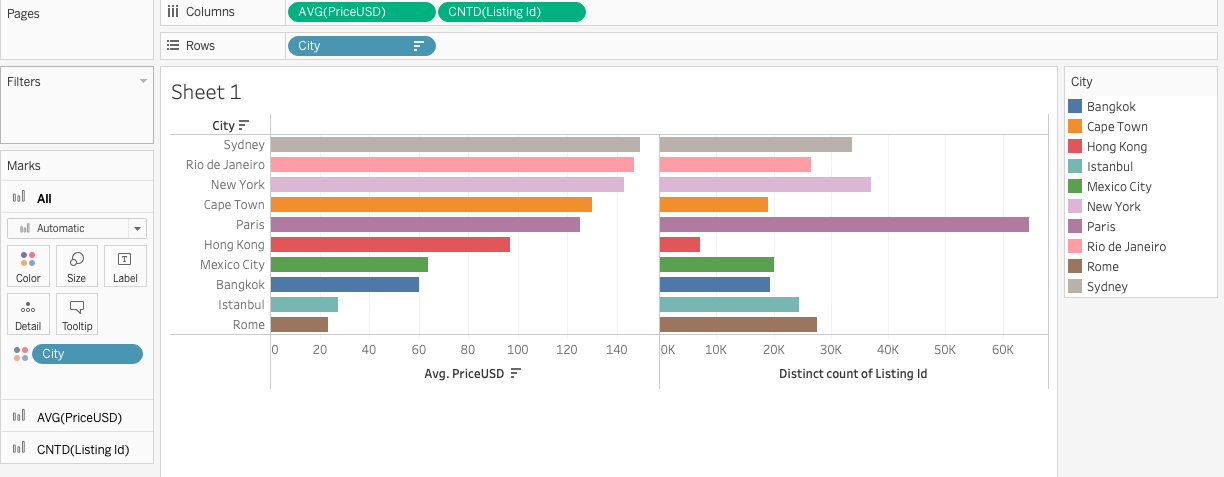 Pages
Columns
AVG(PriceUSD)
CNTD(Listing Id)
Rows
City
Filters
Marks
All
Automatic
Color
Size
Label
Detail
Tooltip
City
AVG(PriceUSD)
CNTD(Listing Id)
Sheet 1
City
Sydney
Rio de Janeiro
New York
Cape Town
Paris
Hong Kong
Mexico City
Bangkok
Istanbul
Rome
0 20 40 60 80 100 120 140
0K 10K 20K 30K 40K 50K 60K
Avg. PriceUSD
Distinct count of Listing Id
City
Bangkok
Cape Town
Hong Kong
Istanbul
Mexico City
New York
Paris
Rio de Janeiro
Rome
Sydney